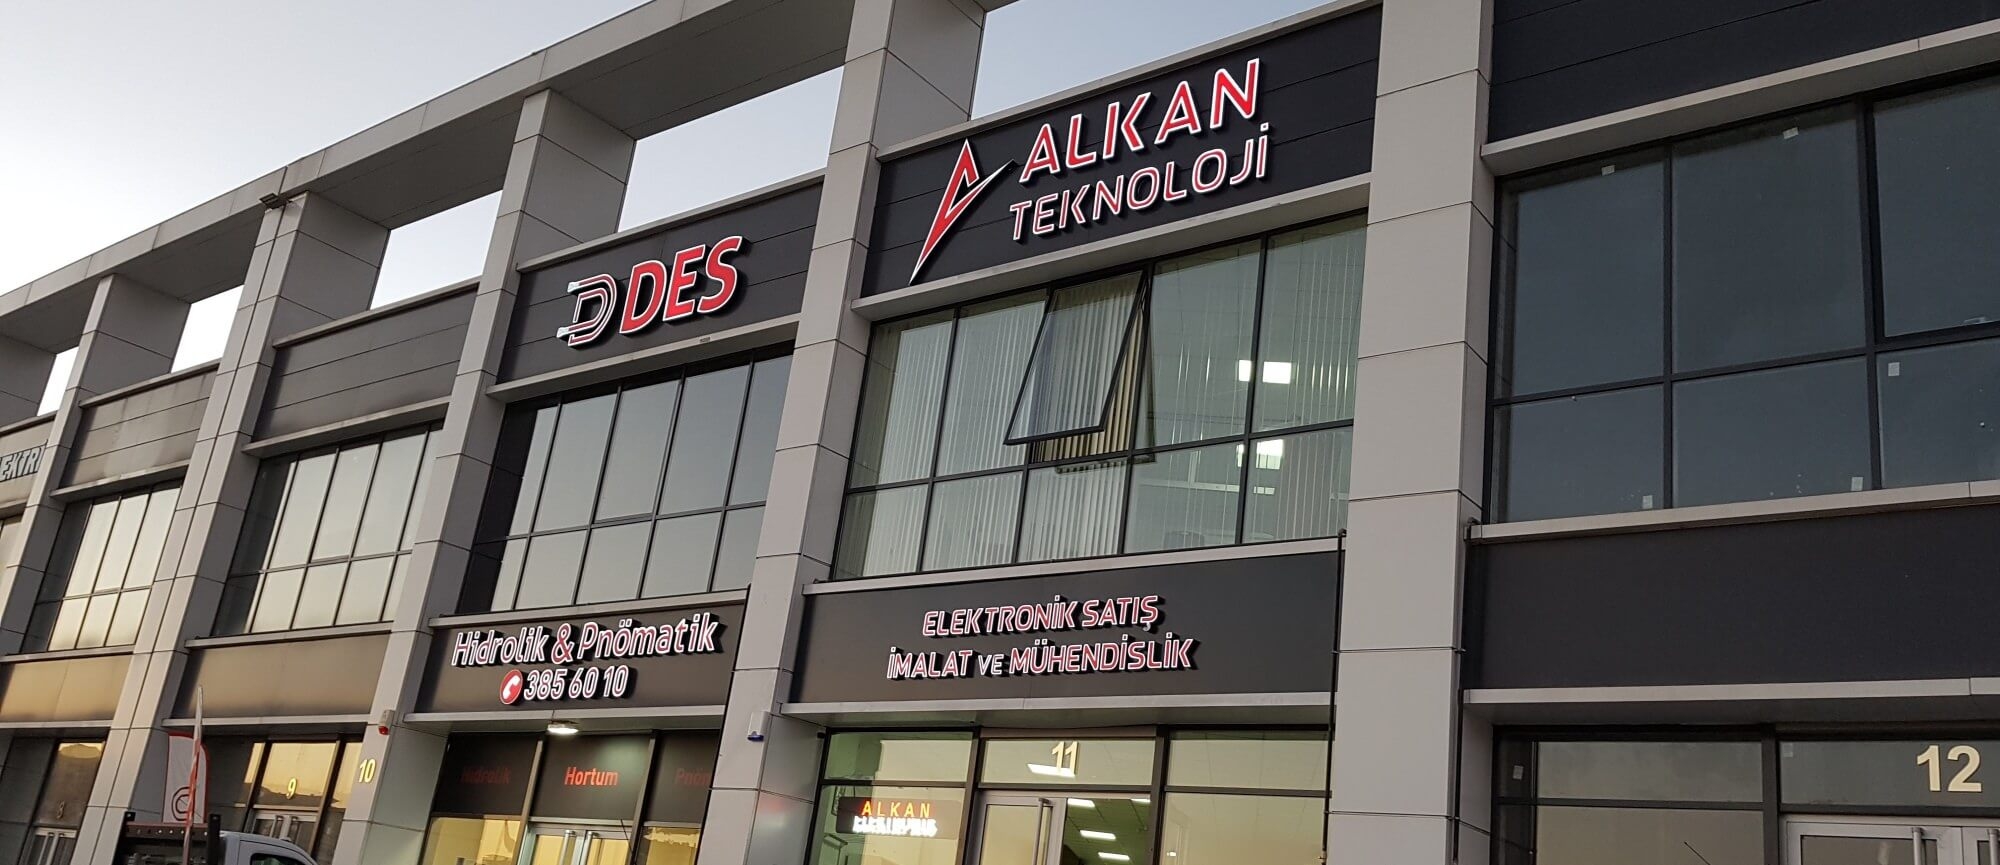 ALKAN
TEKNOLOJİ
DES
ELEKTRONİK SATIŞ
İMALAT VE MÜHENDİSLİK
Hidrolik & Pnömatik
385 60 10
Hidrolik
Hortum
11
12
10
9
8
ALKAN